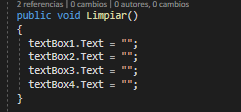 2 referencias | 0 cambios | 0 autores, 0 cambios
public void Limpiar()
{
textBox1.Text = "";
textBox2.Text = "";
textBox3.Text = "";
textBox4.Text = "";
}